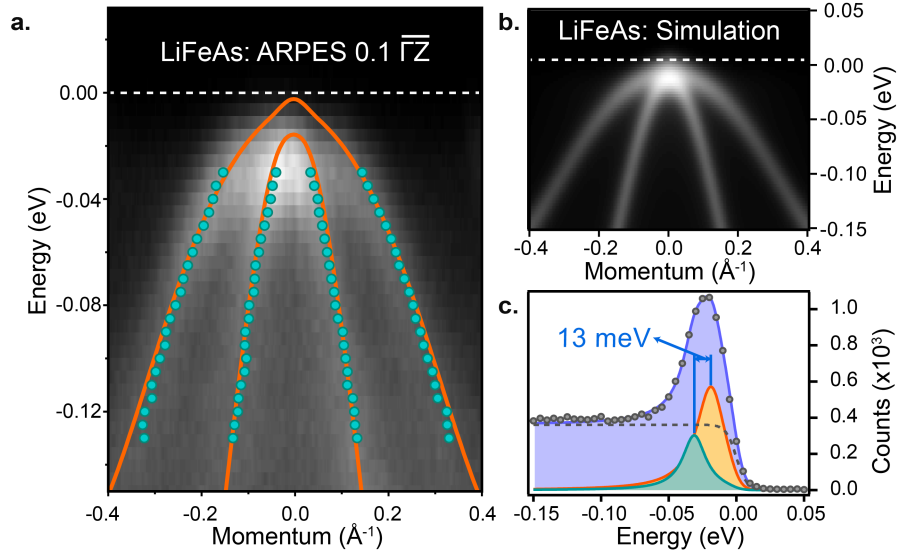 a.
LiFeAs: ARPES 0.1 Γ̅Z̅
0.00
-0.04
-0.08
-0.12
Energy (eV)
-0.4 -0.2 0.0 0.2 0.4
Momentum (Å-1)
b.
LiFeAs: Simulation
0.05
0.00
-0.05
-0.10
-0.15
Energy (eV)
-0.4 -0.2 0.0 0.2 0.4
Momentum (Å-1)
c.
13 meV
1.0
0.8
0.6
0.4
0.2
0.0
Counts (x10³)
-0.15 -0.10 -0.05 0.00 0.05
Energy (eV)